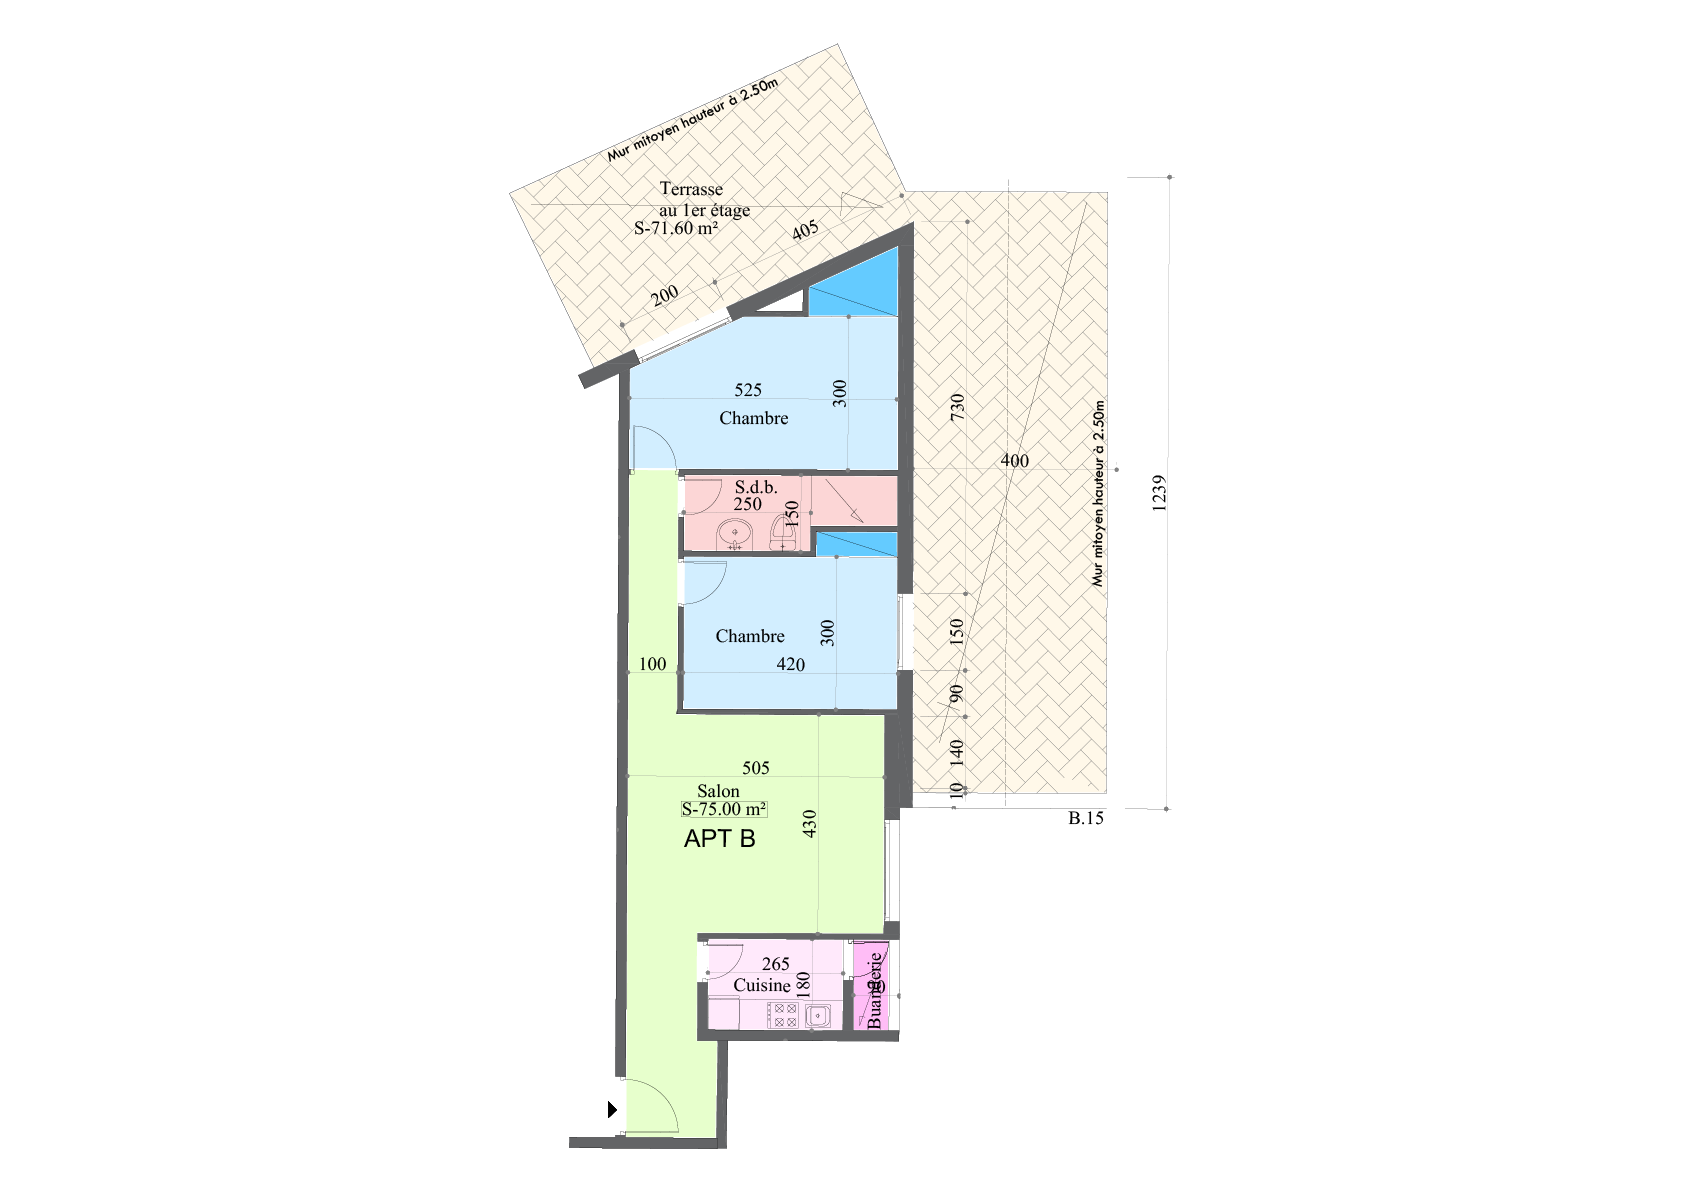 Mur mitoyen hauteur à 2.50m
Terrasse
au 1er étage
S-71.60 m²
405
200
525
300
Chambre
730
400
Mur mitoyen hauteur à 2.50m
1239
S.d.b.
250
150
Chambre
300
150
100
420
90
140
10
505
Salon
S-75.00 m²
APT B
430
B.15
265
Cuisine
180
Buanderie
90